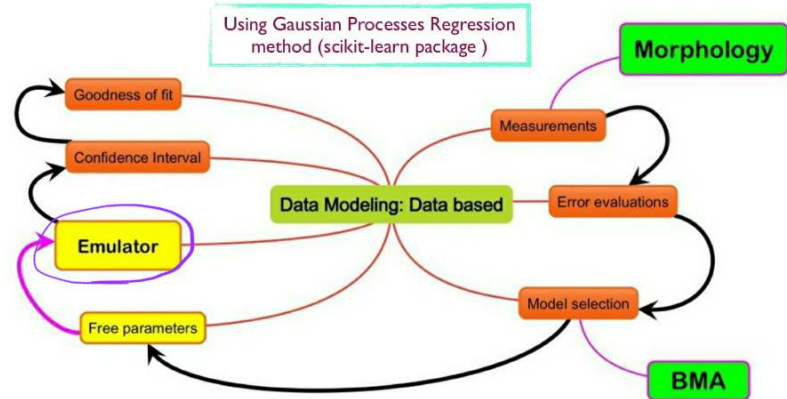 Using Gaussian Processes Regression
method (scikit-learn package )
Morphology
Goodness of fit
Measurements
Confidence Interval
Data Modeling: Data based
Error evaluations
Emulator
Model selection
Free parameters
BMA